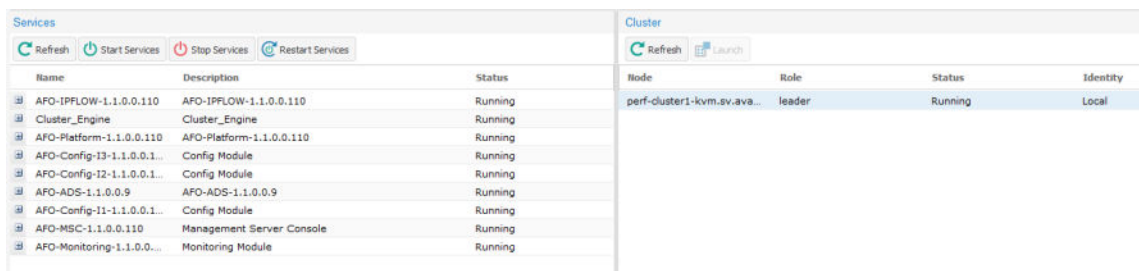 Services
Refresh Start Services Stop Services Restart Services
Name Description Status
AFO-IPFLOW-1.1.0.0.110 AFO-IPFLOW-1.1.0.0.110 Running
Cluster_Engine Cluster_Engine Running
AFO-Platform-1.1.0.0.110 AFO-Platform-1.1.0.0.110 Running
AFO-Config-I3-1.1.0.0.1... Config Module Running
AFO-Config-I2-1.1.0.0.1... Config Module Running
AFO-ADS-1.1.0.0.9 AFO-ADS-1.1.0.0.9 Running
AFO-Config-I1-1.1.0.0.1... Config Module Running
AFO-MSC-1.1.0.0.110 Management Server Console Running
AFO-Monitoring-1.1.0.0.... Monitoring Module Running
Cluster
Refresh Launch
Node Role Status Identity
perf-cluster1-kvm.sv.ava... leader Running Local